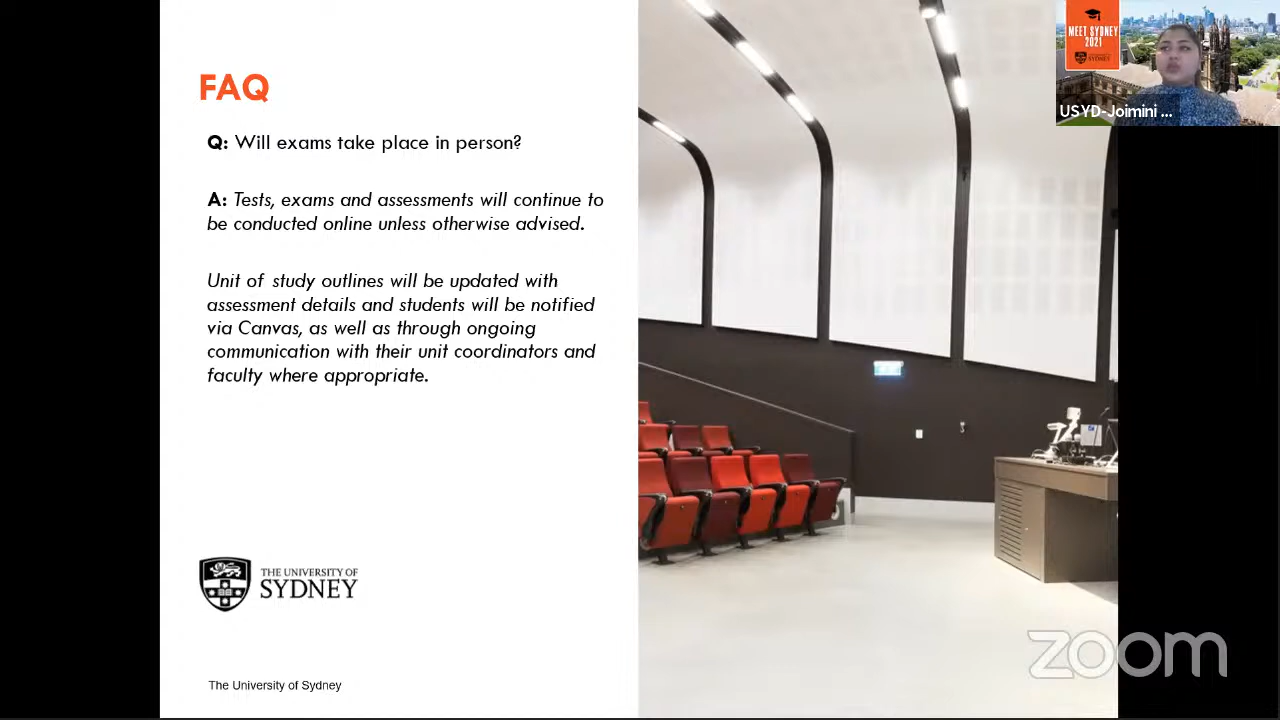 FAQ
Q: Will exams take place in person?
A: Tests, exams and assessments will continue to
be conducted online unless otherwise advised.
Unit of study outlines will be updated with
assessment details and students will be notified
via Canvas, as well as through ongoing
communication with their unit coordinators and
faculty where appropriate.
THE UNIVERSITY OF
SYDNEY
The University of Sydney
MEET SYDNEY
2021
SYDNEY
USYD-Joimini ...
zoom